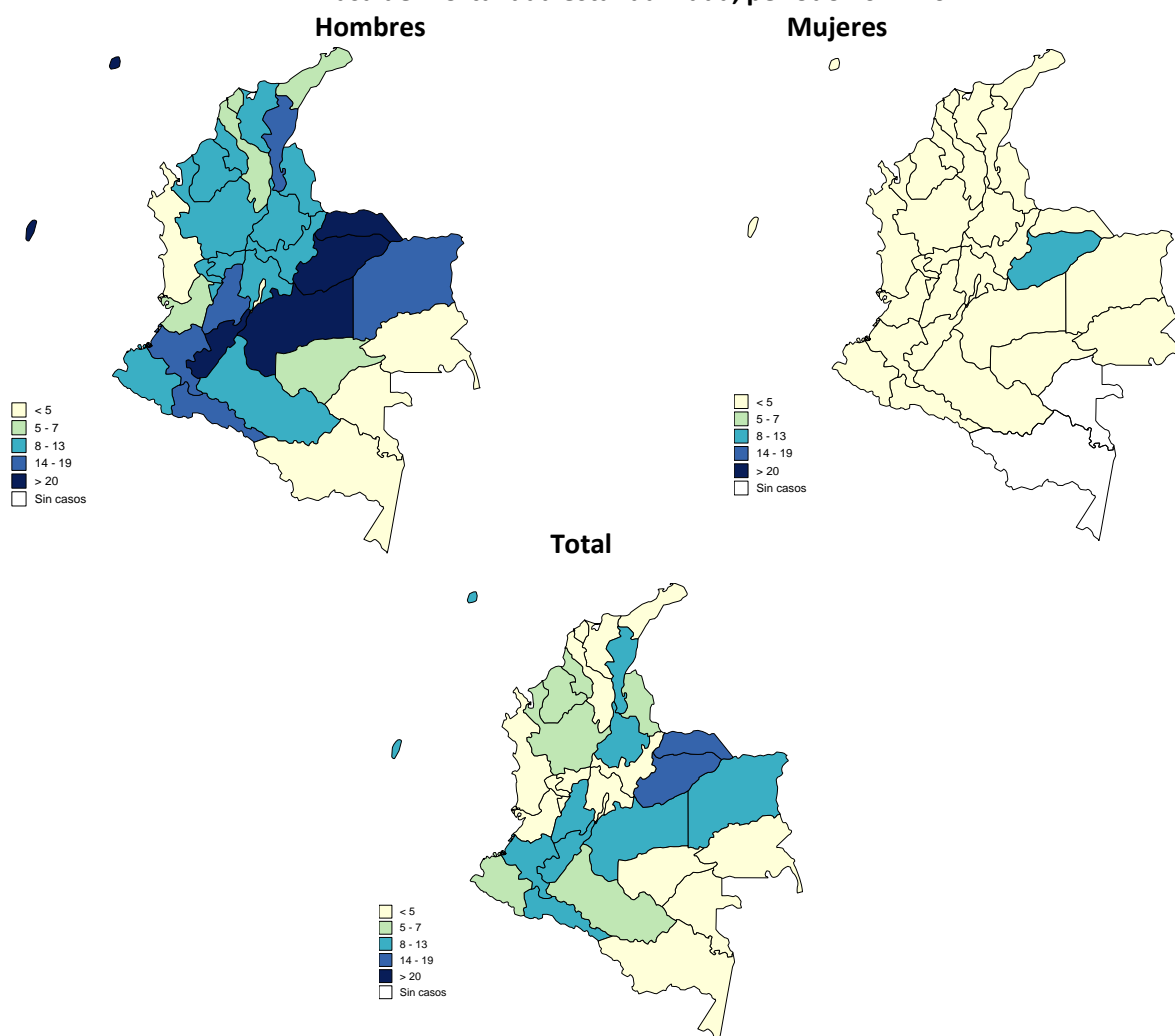 Hombres
Mujeres
< 5
5 - 7
8 - 13
14 - 19
> 20
Sin casos
< 5
5 - 7
8 - 13
14 - 19
> 20
Sin casos
Total
< 5
5 - 7
8 - 13
14 - 19
> 20
Sin casos